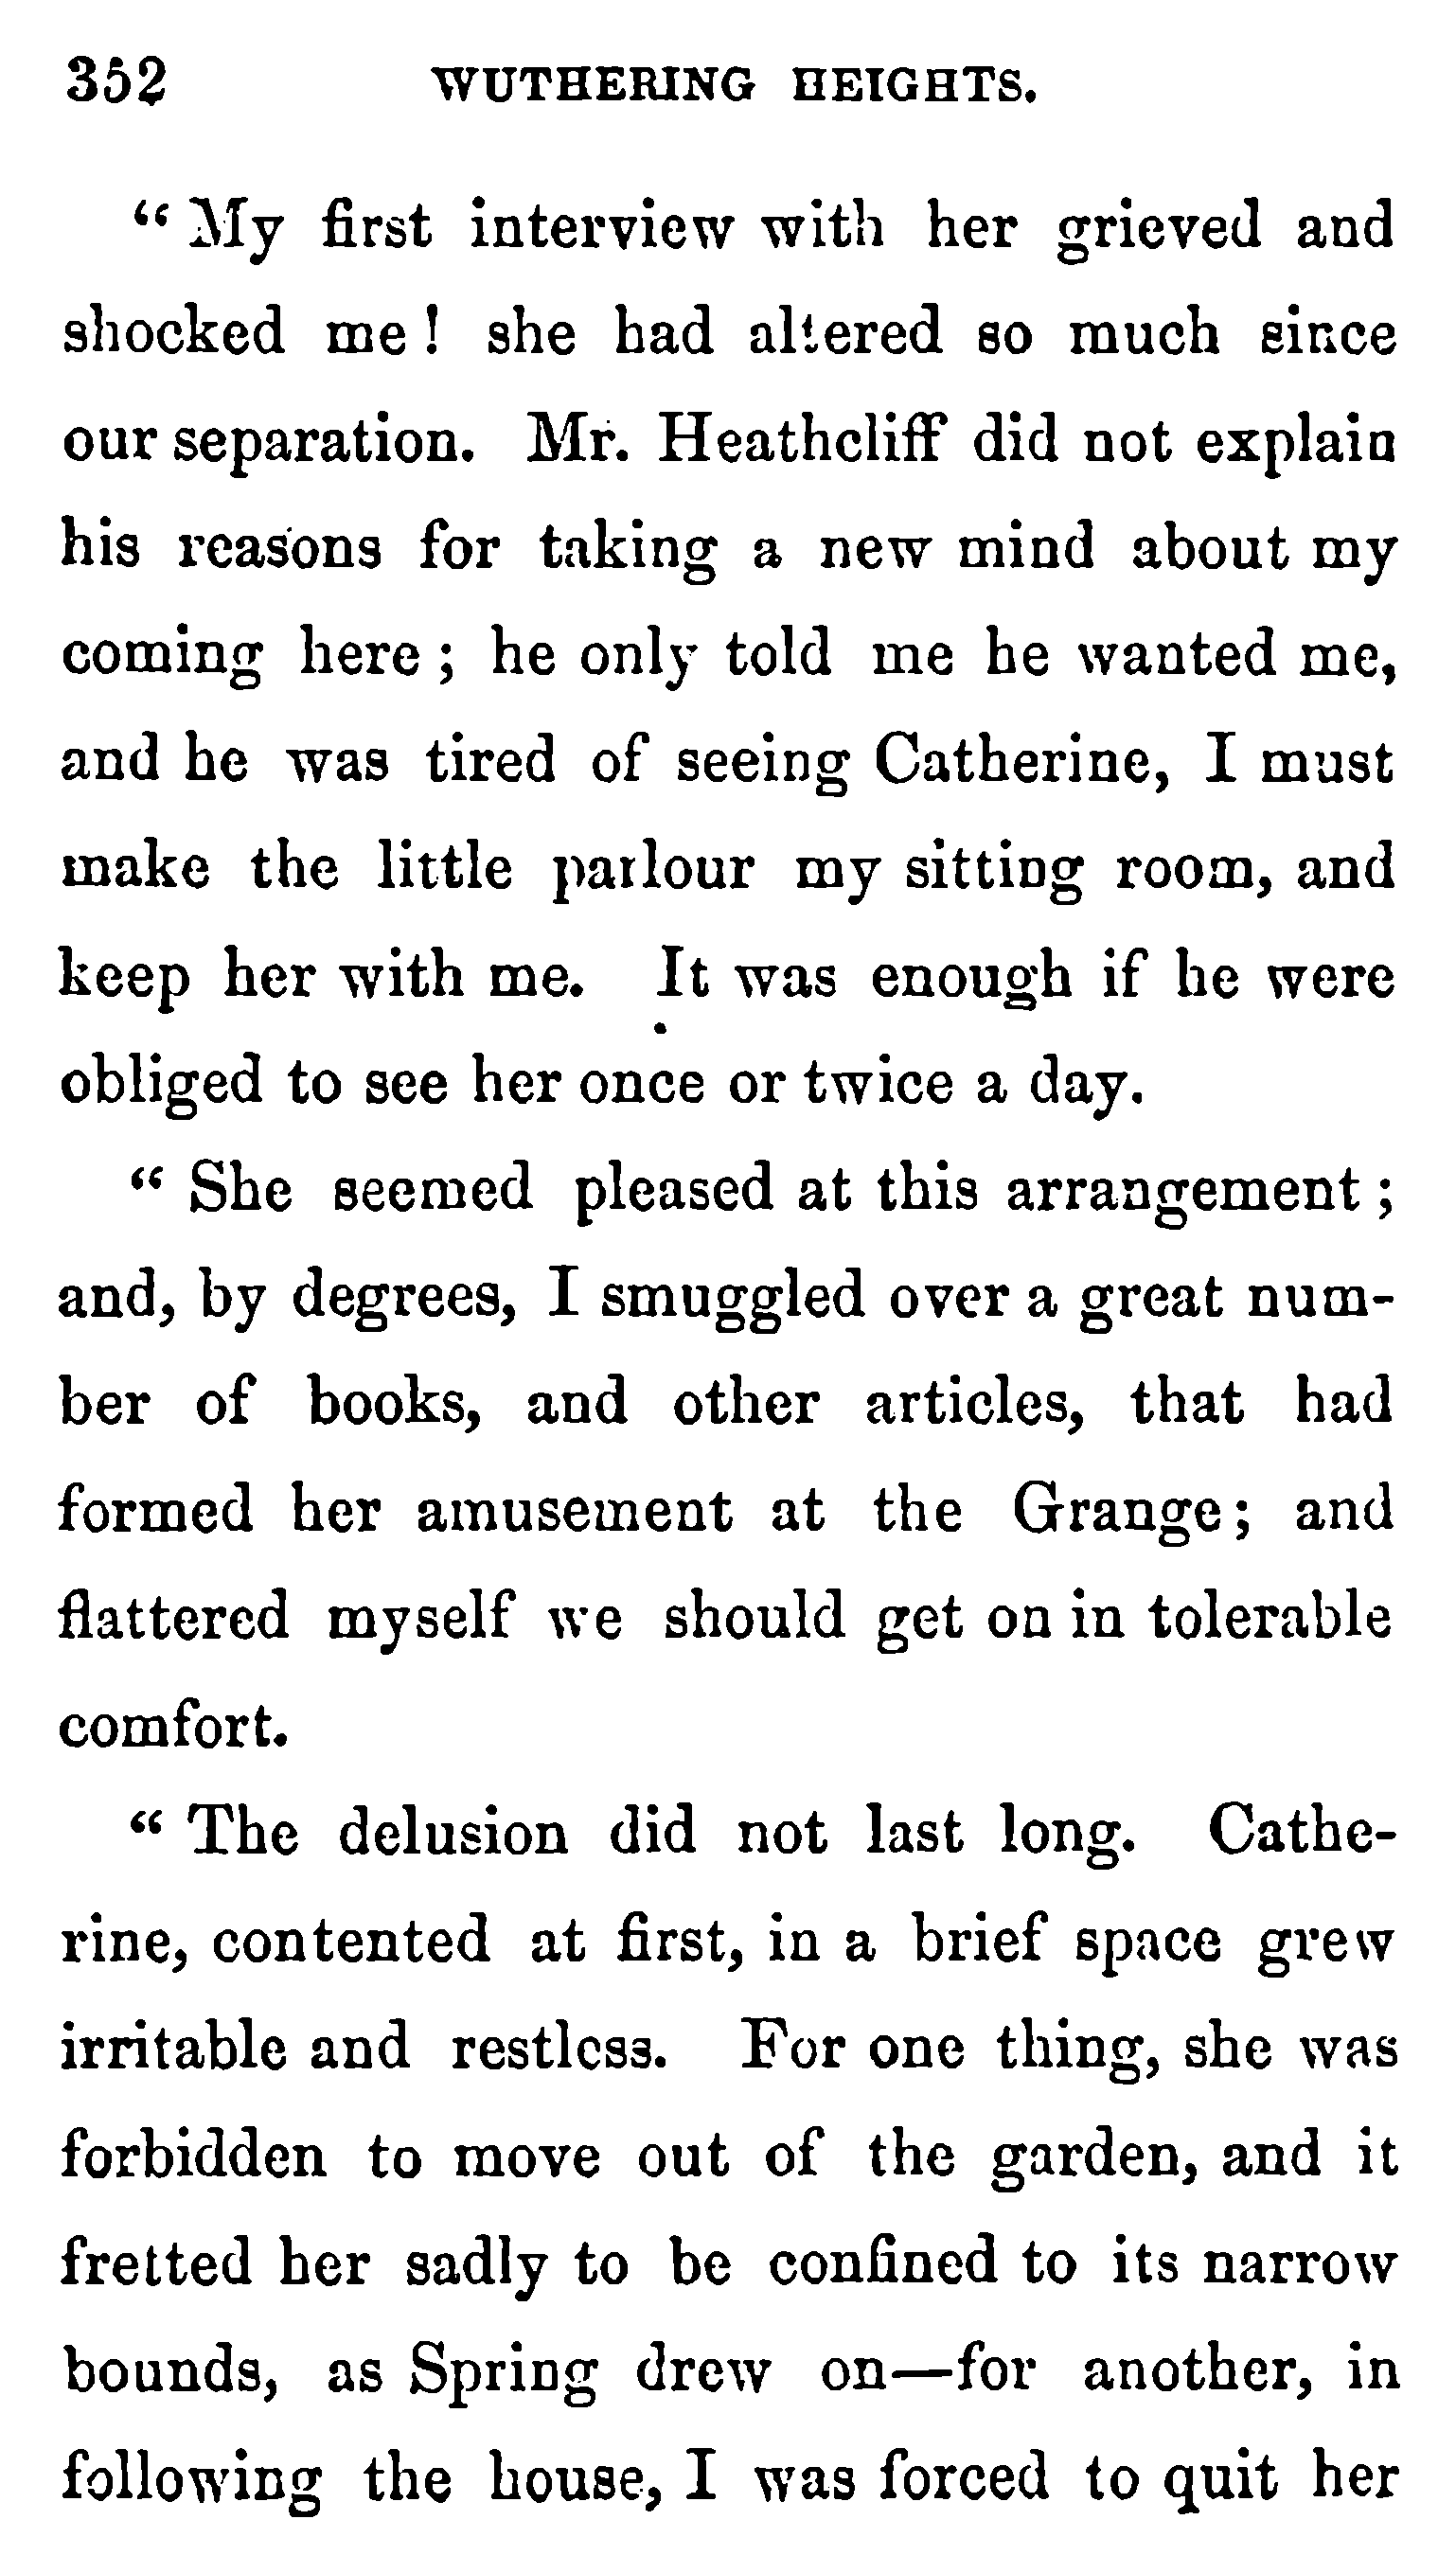 352 WUTHERING HEIGHTS.
“ My first interview with her grieved and
shocked me ! she had altered so much since
our separation. Mr. Heathcliff did not explain
his reasons for taking a new mind about my
coming here ; he only told me he wanted me,
and he was tired of seeing Catherine, I must
make the little parlour my sitting room, and
keep her with me. It was enough if he were
obliged to see her once or twice a day.
“ She seemed pleased at this arrangement ;
and, by degrees, I smuggled over a great num-
ber of books, and other articles, that had
formed her amusement at the Grange ; and
flattered myself we should get on in tolerable
comfort.
“ The delusion did not last long. Cathe-
rine, contented at first, in a brief space grew
irritable and restless. For one thing, she was
forbidden to move out of the garden, and it
fretted her sadly to be confined to its narrow
bounds, as Spring drew on—for another, in
following the house, I was forced to quit her